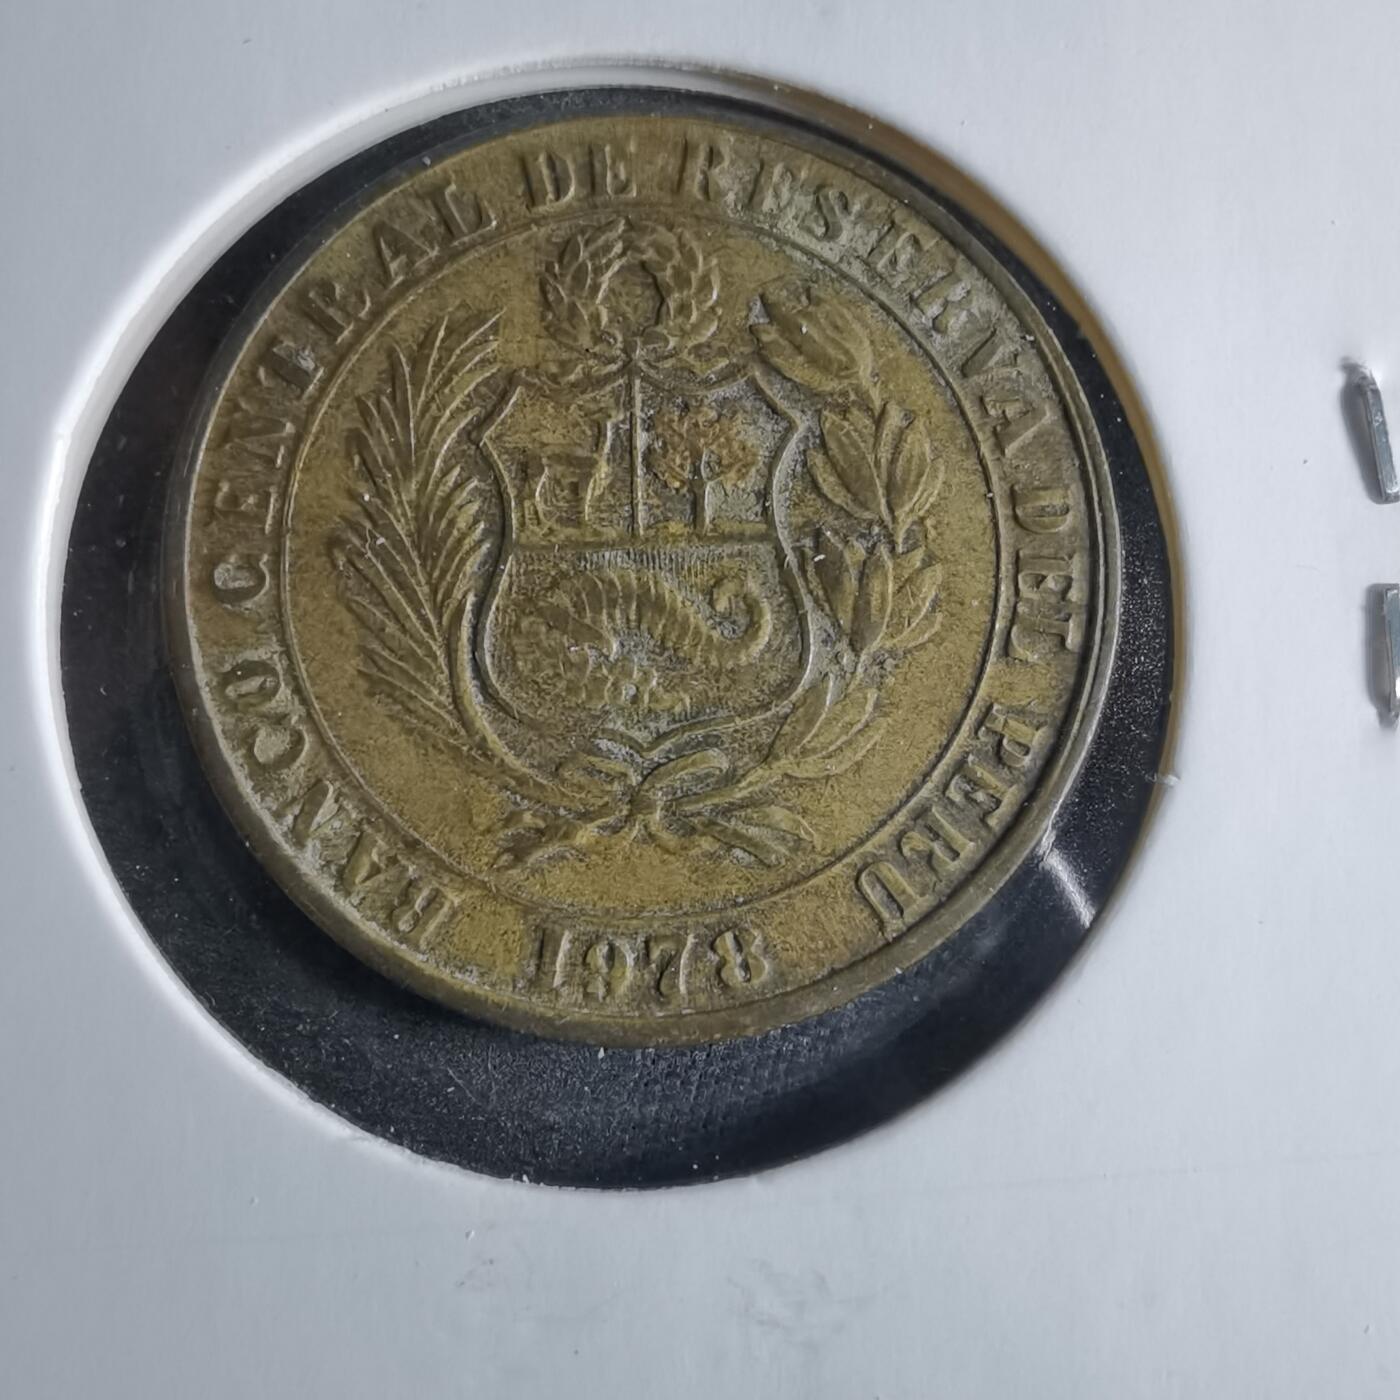 BANCO CENTRAL DE RESERVA DEL PERU
1978